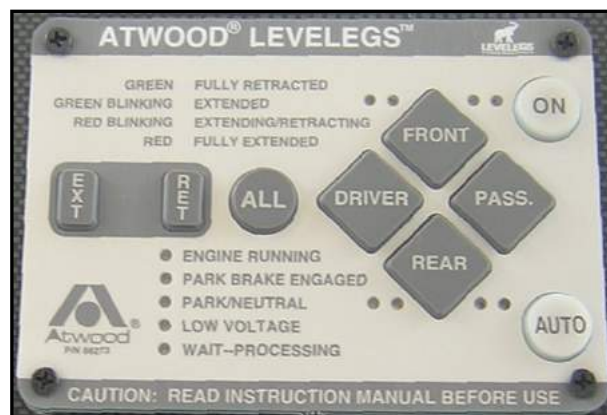 ATWOOD® LEVELEGS™
LEVELEGS
GREEN FULLY RETRACTED
GREEN BLINKING EXTENDED
RED BLINKING EXTENDING/RETRACTING
RED FULLY EXTENDED
ON
FRONT
EXT
RET
ALL
DRIVER
PASS.
REAR
ENGINE RUNNING
PARK BRAKE ENGAGED
PARK/NEUTRAL
LOW VOLTAGE
WAIT--PROCESSING
Atwood®
AUTO
CAUTION: READ INSTRUCTION MANUAL BEFORE USE